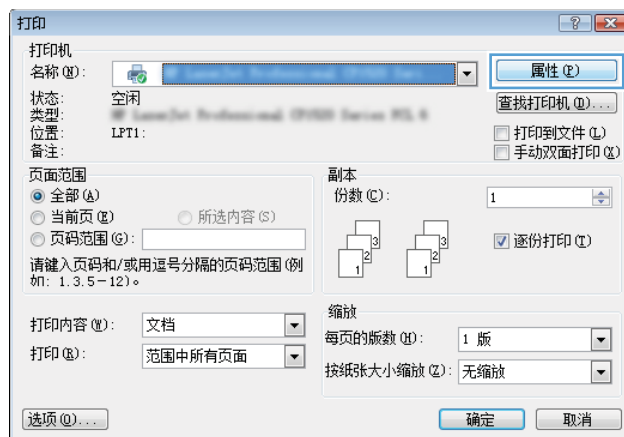 打印
打印机
名称(N):
属性(P)
状态: 空闲
查找打印机(D)...
类型:
位置: LPT1:
打印到文件(L)
备注:
手动双面打印(X)
页面范围
全部(A)
当前页(E) 所选内容(S)
页码范围(G):
请键入页码和/或用逗号分隔的页码范围(例
如: 1.3.5-12)。
副本
份数(C): 1
3
2
1
3
2
1
逐份打印(T)
打印内容(W): 文档
打印(R): 范围中所有页面
缩放
每页的版数(H): 1 版
按纸张大小缩放(Z): 无缩放
选项(O)... 确定 取消